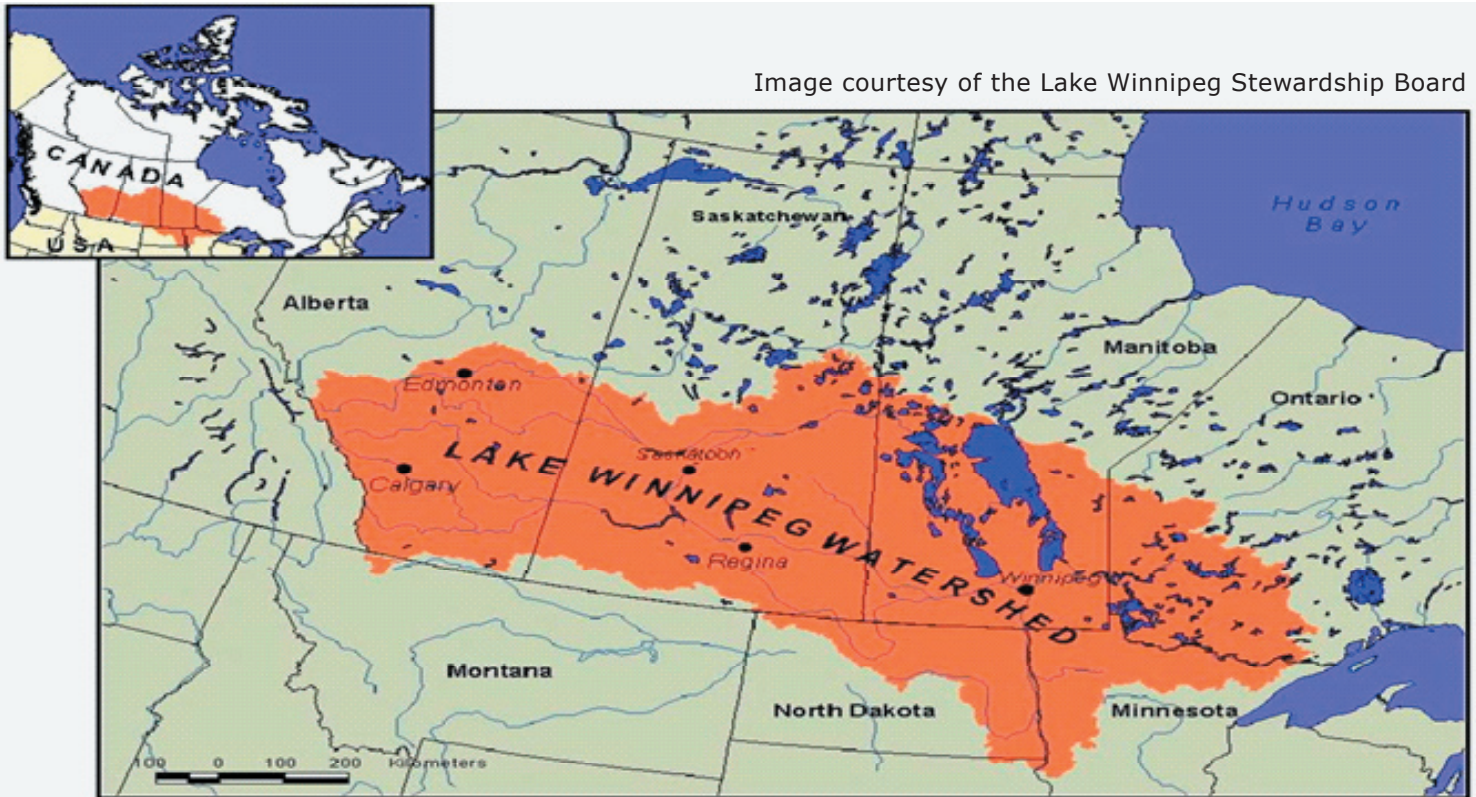 Image courtesy of the Lake Winnipeg Stewardship Board
CANADA
USA
Hudson
Bay
Saskatchewan
Alberta
Manitoba
Edmonton
Ontario
Saskatoon
LAKE WINNIPEG WATERSHED
Calgary
Regina
Winnipeg
Montana
North Dakota
Minnesota
100 0 100 200 Kilometers